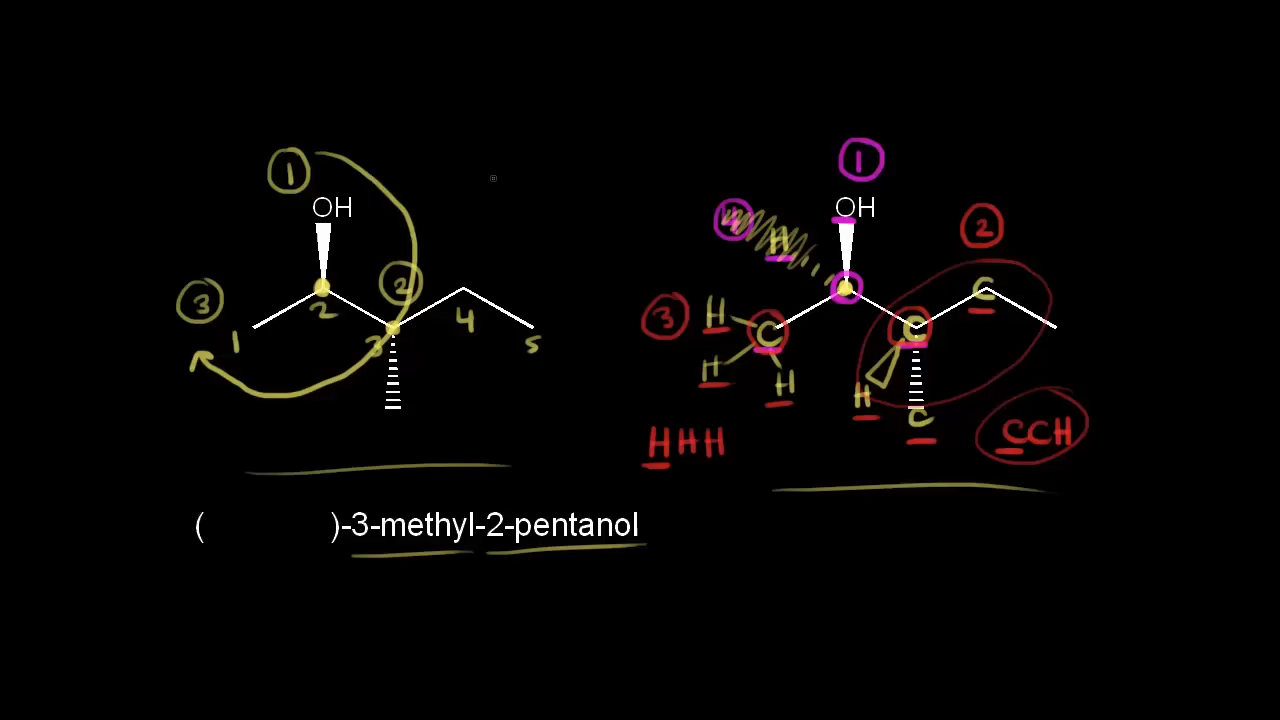 1 1
OH 4 OH 2
H
3 2 C
2 3 H C C
1 3 4 5
H H H
C
HHH CCH
( )-3-methyl-2-pentanol